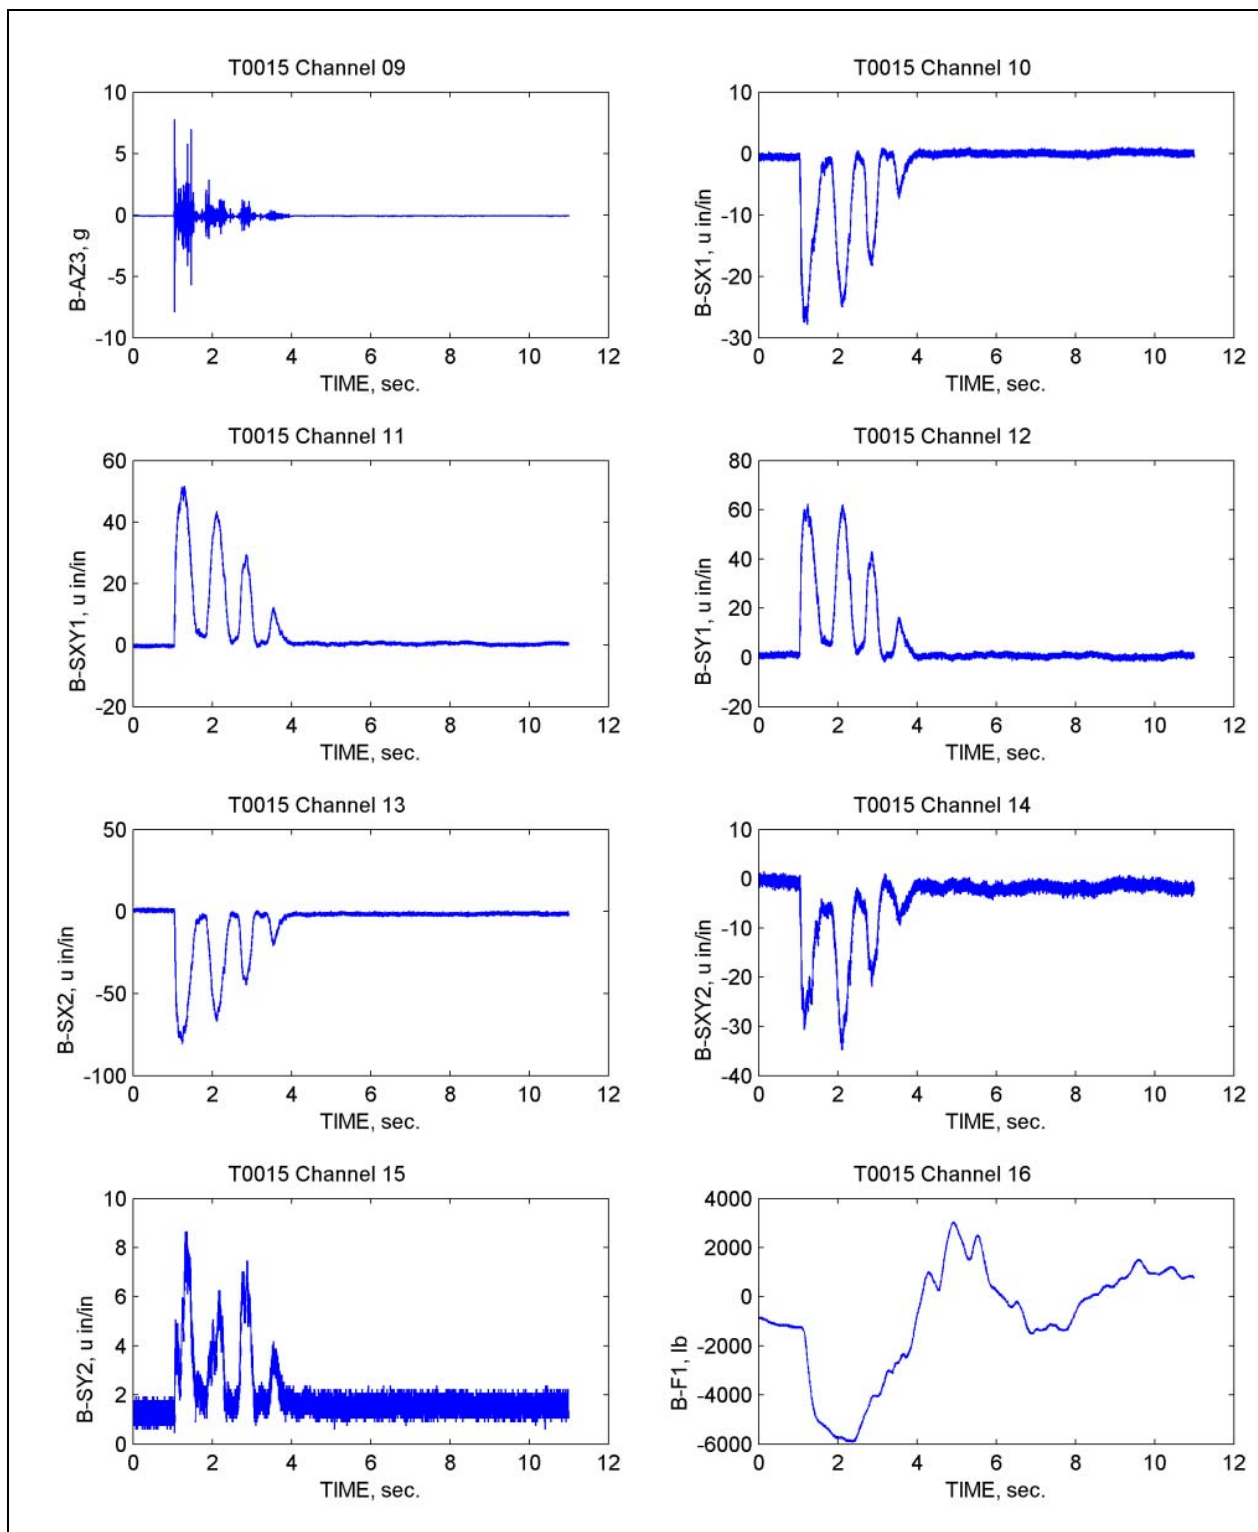 T0015 Channel 09
10
5
0
-5
-10
B-AZ3, g
0 2 4 6 8 10 12
TIME, sec.
T0015 Channel 10
10
0
-10
-20
-30
B-SX1, u in/in
0 2 4 6 8 10 12
TIME, sec.
T0015 Channel 11
60
40
20
0
-20
B-SXY1, u in/in
0 2 4 6 8 10 12
TIME, sec.
T0015 Channel 12
80
60
40
20
0
-20
B-SY1, u in/in
0 2 4 6 8 10 12
TIME, sec.
T0015 Channel 13
50
0
-50
-100
B-SX2, u in/in
0 2 4 6 8 10 12
TIME, sec.
T0015 Channel 14
10
0
-10
-20
-30
-40
B-SXY2, u in/in
0 2 4 6 8 10 12
TIME, sec.
T0015 Channel 15
10
8
6
4
2
0
B-SY2, u in/in
0 2 4 6 8 10 12
TIME, sec.
T0015 Channel 16
4000
2000
0
-2000
-4000
-6000
B-F1, lb
0 2 4 6 8 10 12
TIME, sec.